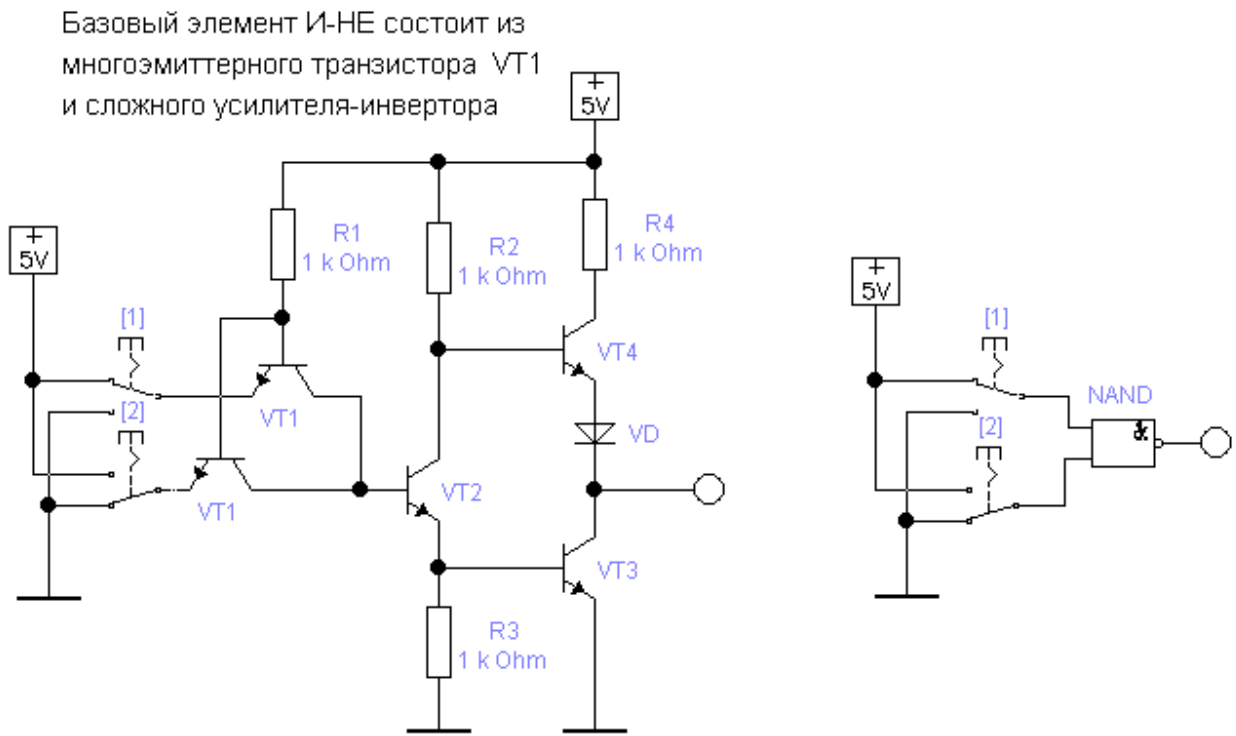 Базовый элемент И-НЕ состоит из
многоэмиттерного транзистора VT1
и сложного усилителя-инвертора
+
5V
R1
1 k Ohm
R2
1 k Ohm
R4
1 k Ohm
+
5V
[1]
VT1
[2]
VT1
VT4
VD
VT2
VT3
R3
1 k Ohm
+
5V
[1]
[2]
NAND
&